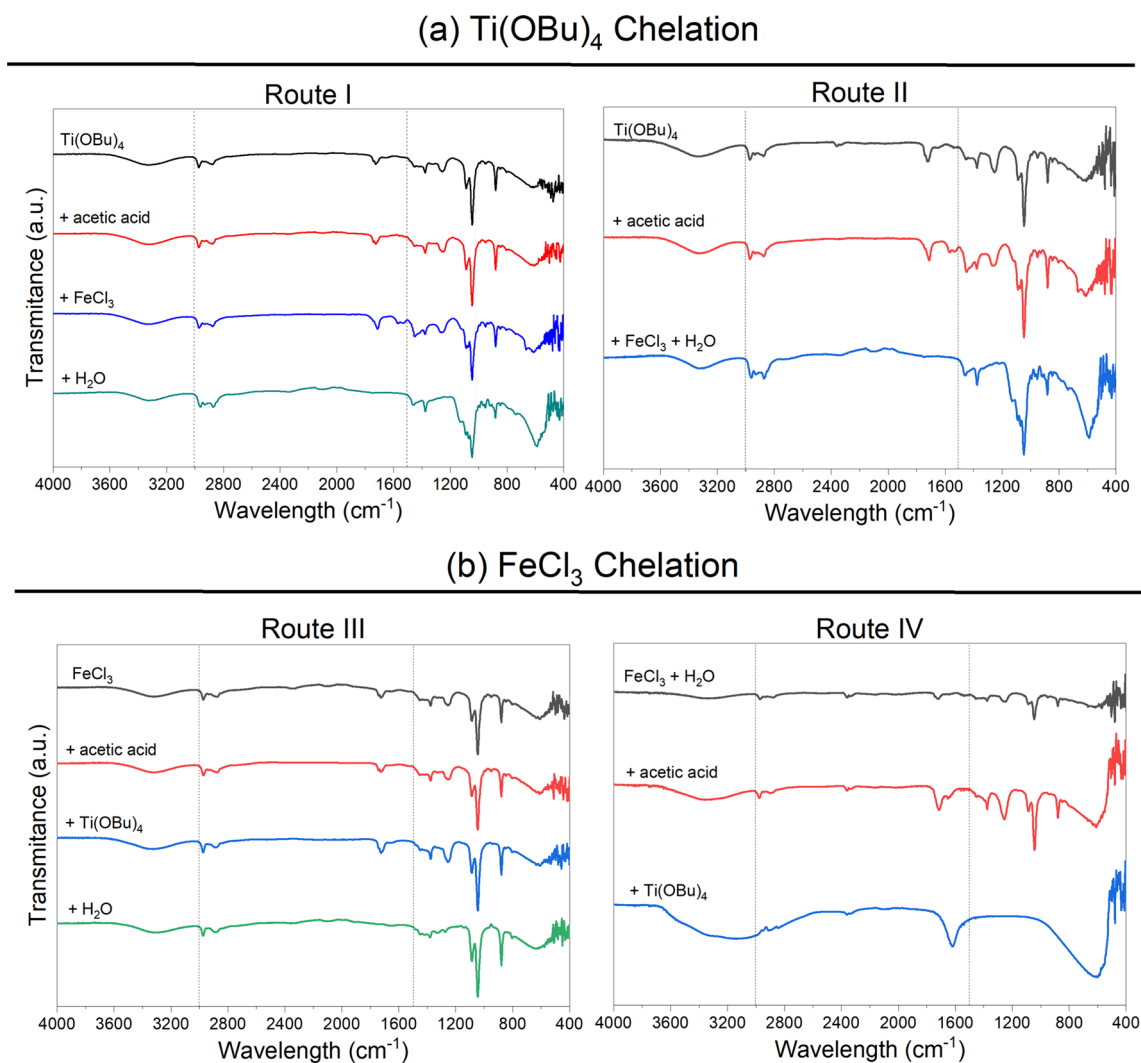 (a) Ti(OBu)4 Chelation
Route I
Ti(OBu)4
+ acetic acid
+ FeCl3
+ H2O
Transmitance (a.u.)
4000 3600 3200 2800 2400 2000 1600 1200 800 400
Wavelength (cm-1)
Route II
Ti(OBu)4
+ acetic acid
+ FeCl3 + H2O
4000 3600 3200 2800 2400 2000 1600 1200 800 400
Wavelength (cm-1)
(b) FeCl3 Chelation
Route III
FeCl3
+ acetic acid
+ Ti(OBu)4
+ H2O
Transmitance (a.u.)
4000 3600 3200 2800 2400 2000 1600 1200 800 400
Wavelength (cm-1)
Route IV
FeCl3 + H2O
+ acetic acid
+ Ti(OBu)4
4000 3600 3200 2800 2400 2000 1600 1200 800 400
Wavelength (cm-1)